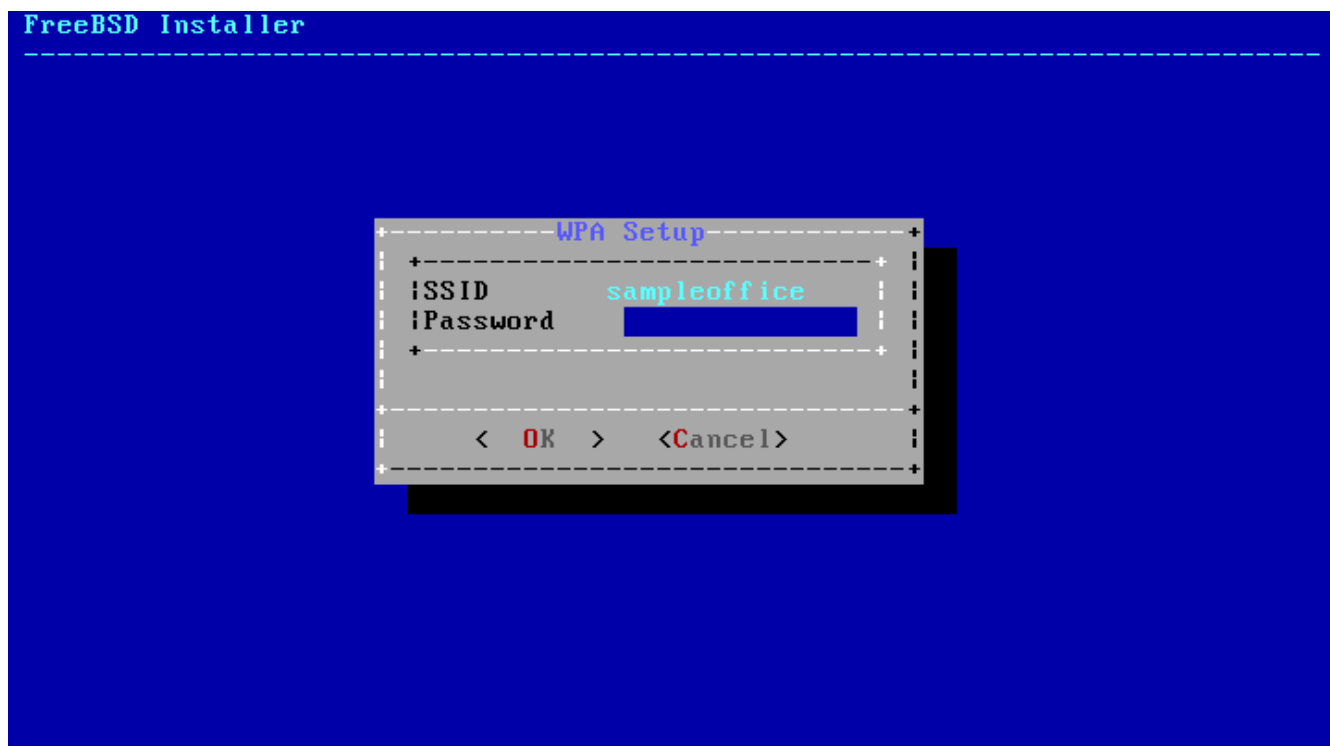 FreeBSD Installer
WPA Setup
SSID sampleoffice
Password
< OK > <Cancel>